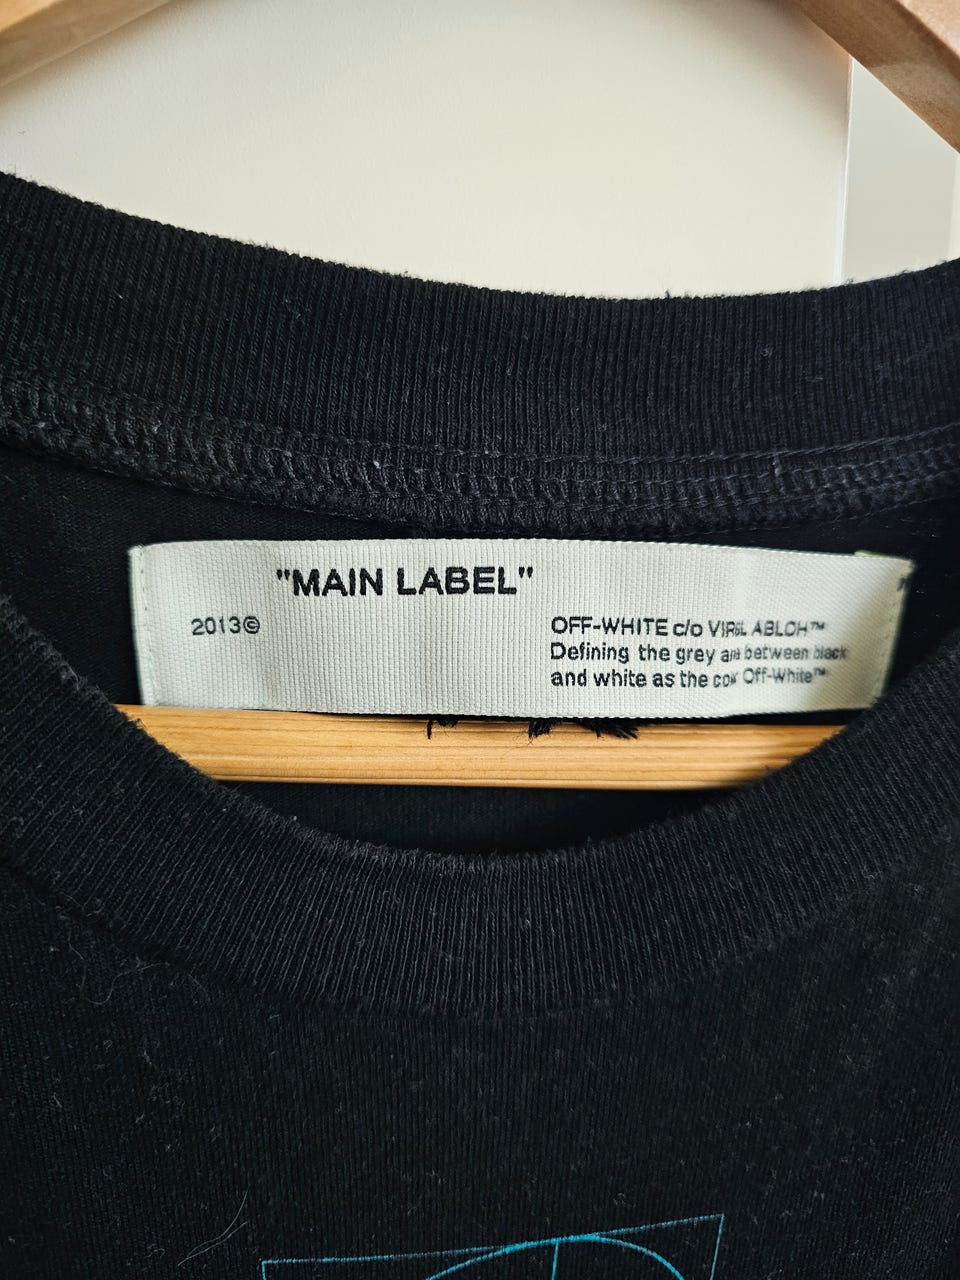 "MAIN LABEL"
2013©
OFF-WHITE c/o ABLOH™
Defining the grey between black
and white as the Off-White™